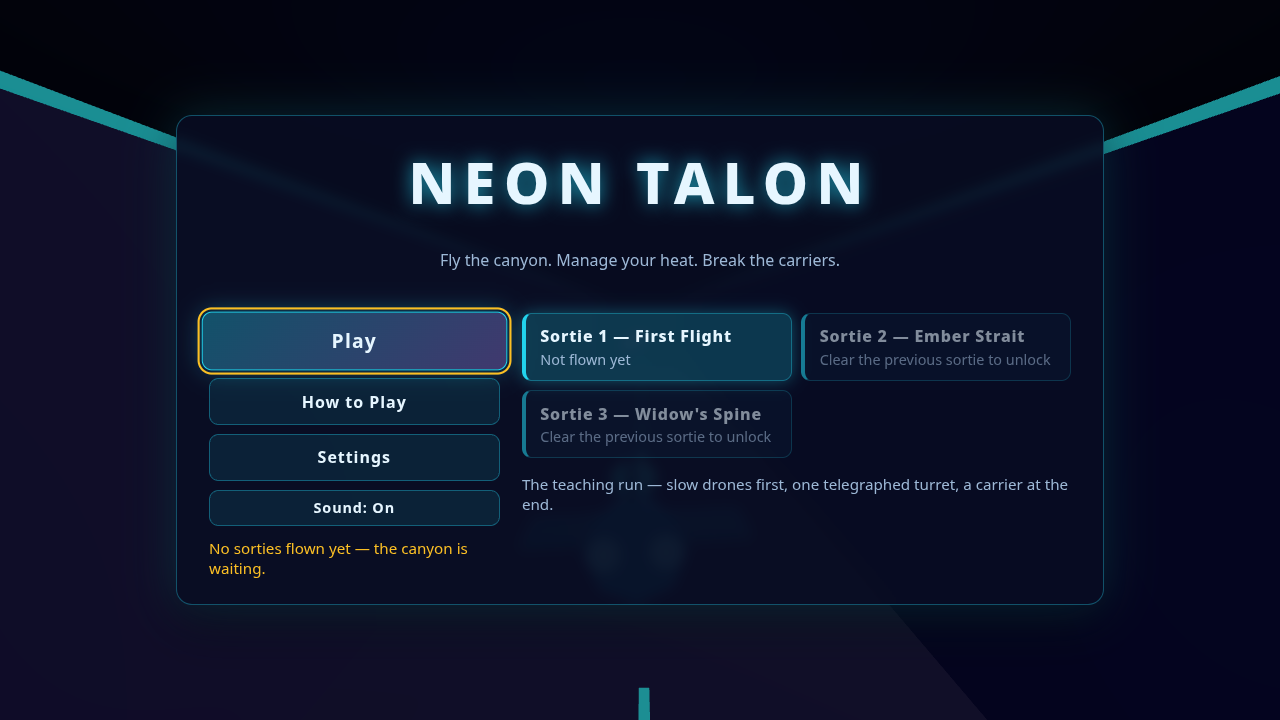 NEON TALON
Fly the canyon. Manage your heat. Break the carriers.
Play
How to Play
Settings
Sound: On
No sorties flown yet — the canyon is
waiting.
Sortie 1 — First Flight
Not flown yet
Sortie 2 — Ember Strait
Clear the previous sortie to unlock
Sortie 3 — Widow's Spine
Clear the previous sortie to unlock
The teaching run — slow drones first, one telegraphed turret, a carrier at the
end.